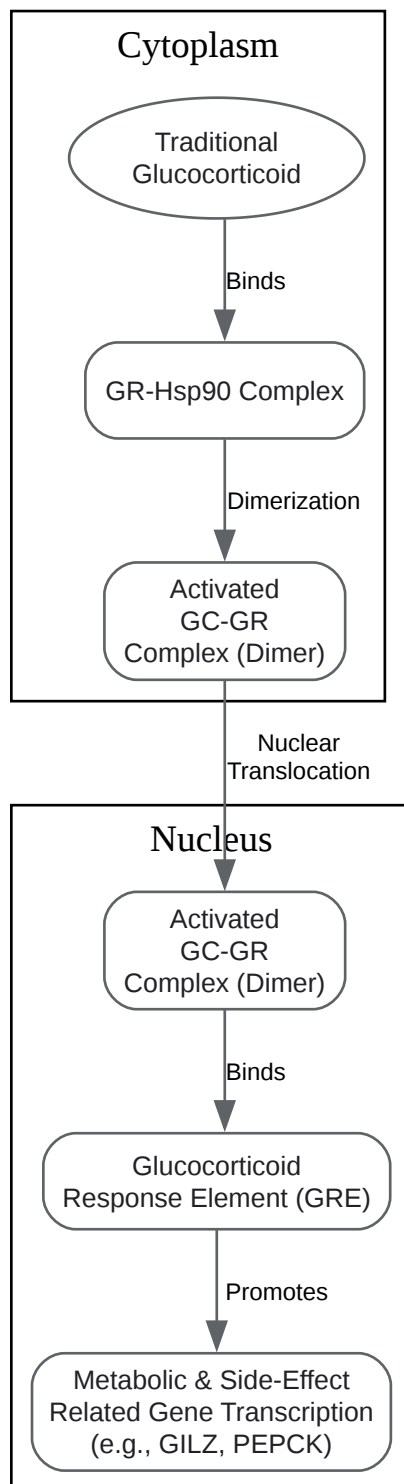 Cytoplasm
Traditional
Glucocorticoid
Binds
GR-Hsp90 Complex
Dimerization
Activated
GC-GR
Complex (Dimer)
Nuclear
Translocation
Nucleus
Activated
GC-GR
Complex (Dimer)
Binds
Glucocorticoid
Response Element (GRE)
Promotes
Metabolic & Side-Effect
Related Gene Transcription
(e.g., GILZ, PEPCK)